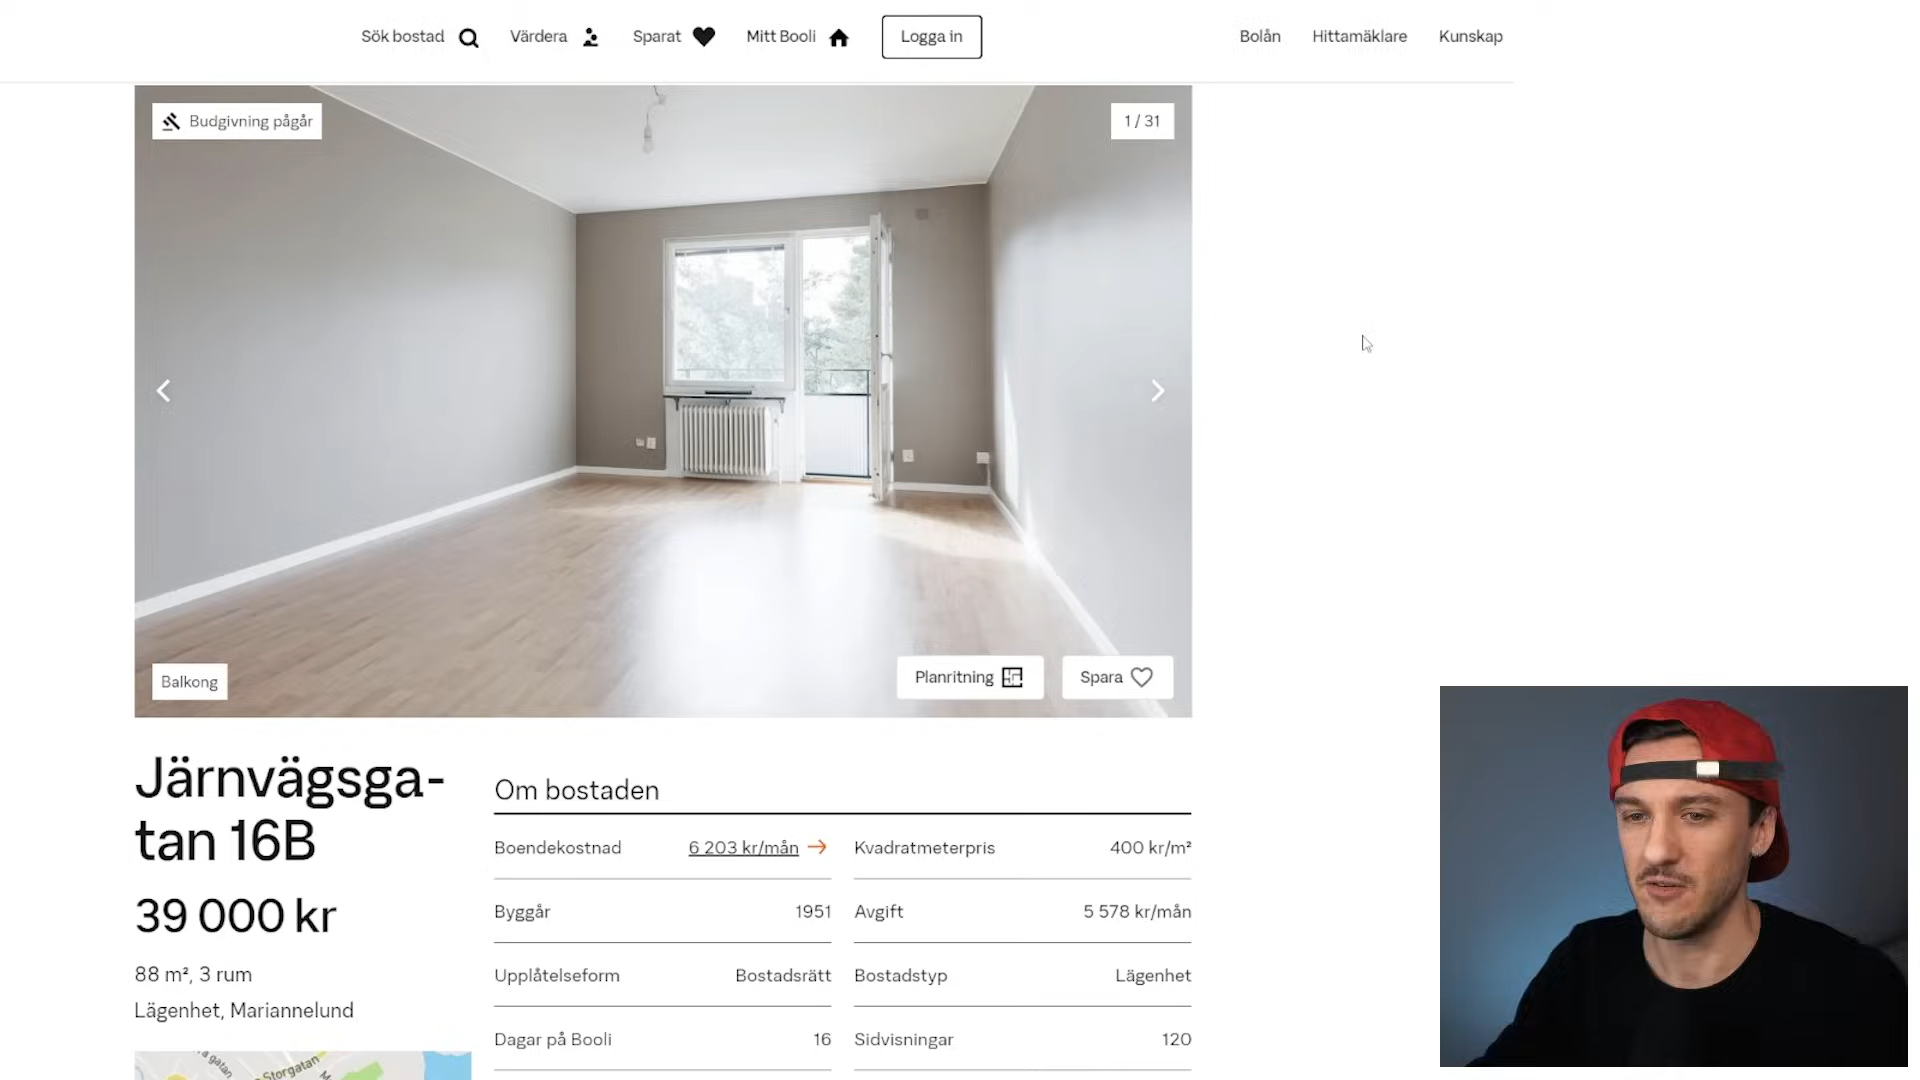 Sök bostad
Värdera
Sparat
Mitt Booli
Logga in
Bolån
Hittamäklare
Kunskap
Budgivning pågår
1 / 31
Balkong
Planritning
Spara
Järnvägsga-
tan 16B
39 000 kr
88 m², 3 rum
Lägenhet, Mariannelund
Om bostaden
Boendekostnad 6 203 kr/mån
Kvadratmeterpris 400 kr/m²
Byggår 1951
Avgift 5 578 kr/mån
Upplåtelseform Bostadsrätt
Bostadstyp Lägenhet
Dagar på Booli 16
Sidvisningar 120
Storgatan